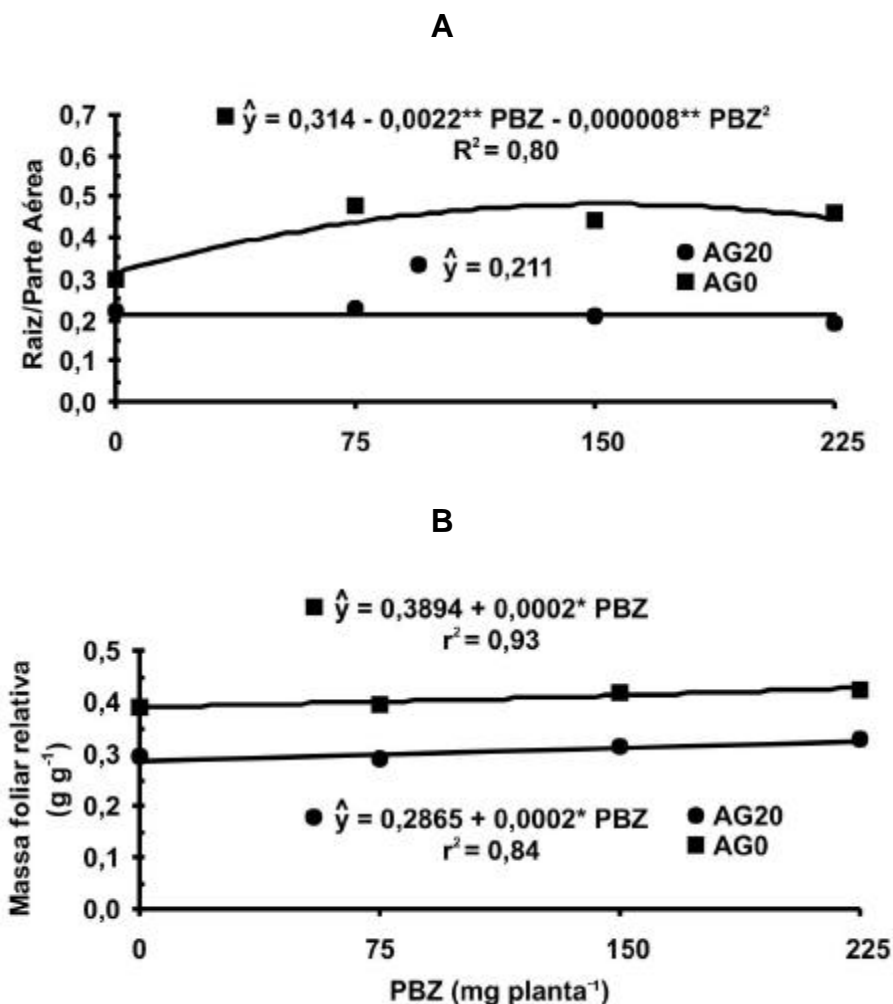 A
0,7
■ ŷ = 0,314 - 0,0022** PBZ - 0,000008** PBZ²
R² = 0,80
0,6
0,5
0,4
● ŷ = 0,211
● AG20
■ AG0
0,3
0,2
0,1
0,0
Raiz/Parte Aérea
0 75 150 225
B
■ ŷ = 0,3894 + 0,0002* PBZ
r² = 0,93
0,5
0,4
0,3
0,2
0,1
0,0
Massa foliar relativa
(g g⁻¹)
● ŷ = 0,2865 + 0,0002* PBZ
r² = 0,84
● AG20
■ AG0
0 75 150 225
PBZ (mg planta⁻¹)